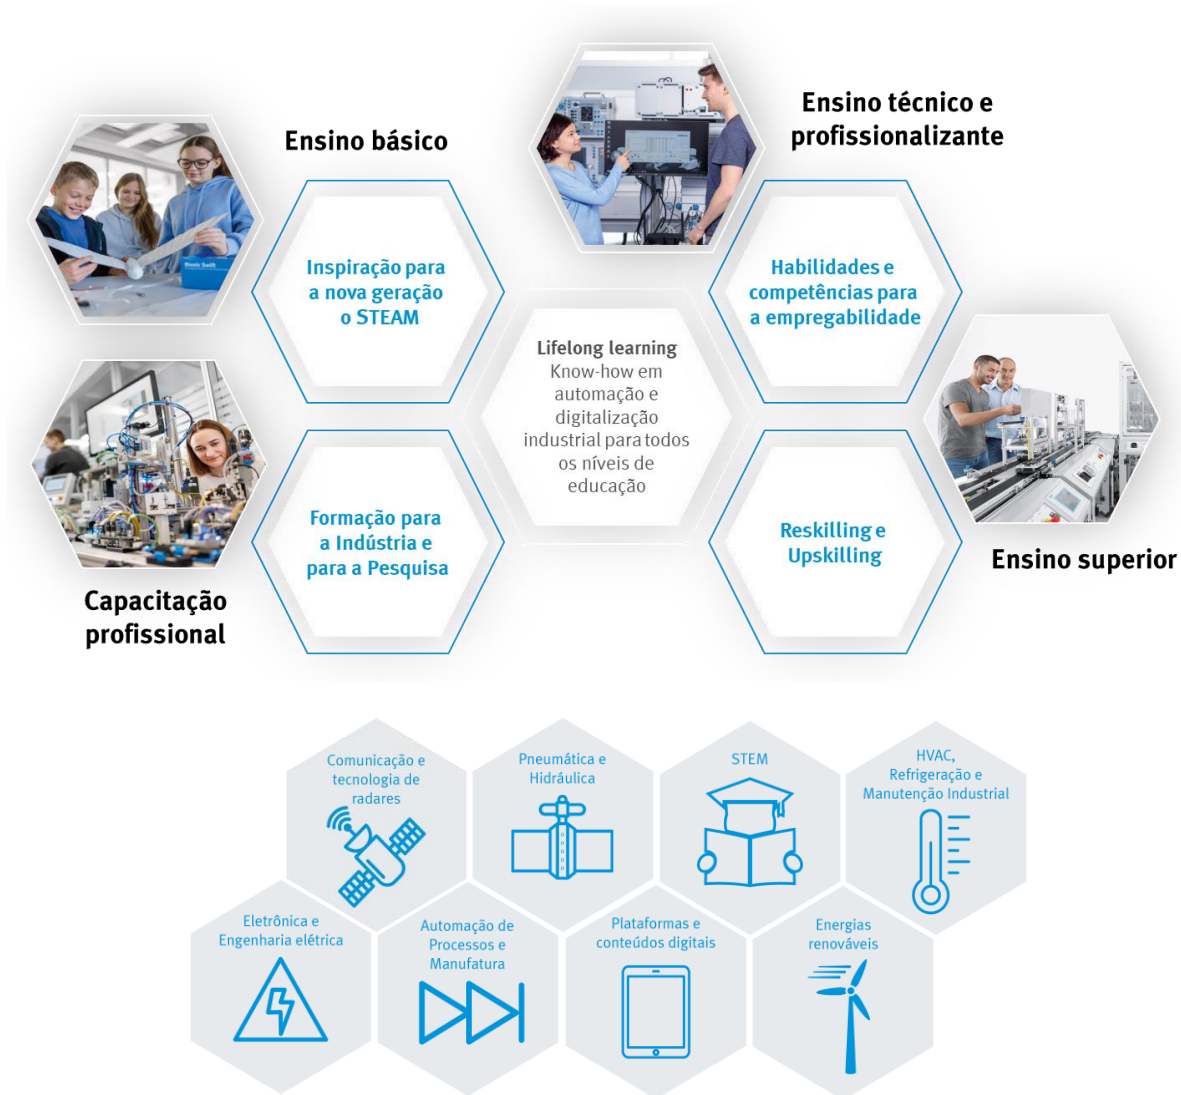 Ensino básico
Ensino técnico e
profissionalizante
Inspiração para
a nova geração
o STEAM
Habilidades e
competências para
a empregabilidade
Lifelong learning
Know-how em
automação e
digitalização
industrial para todos
os níveis de
educação
Formação para
a Indústria e
para a Pesquisa
Reskilling e
Upskilling
Capacitação
profissional
Ensino superior
Bionic Swift
Comunicação e
tecnologia de
radares
Pneumática e
Hidráulica
STEM
HVAC,
Refrigeração e
Manutenção Industrial
Eletrônica e
Engenharia elétrica
Automação de
Processos e
Manufatura
Plataformas e
conteúdos digitais
Energias
renováveis